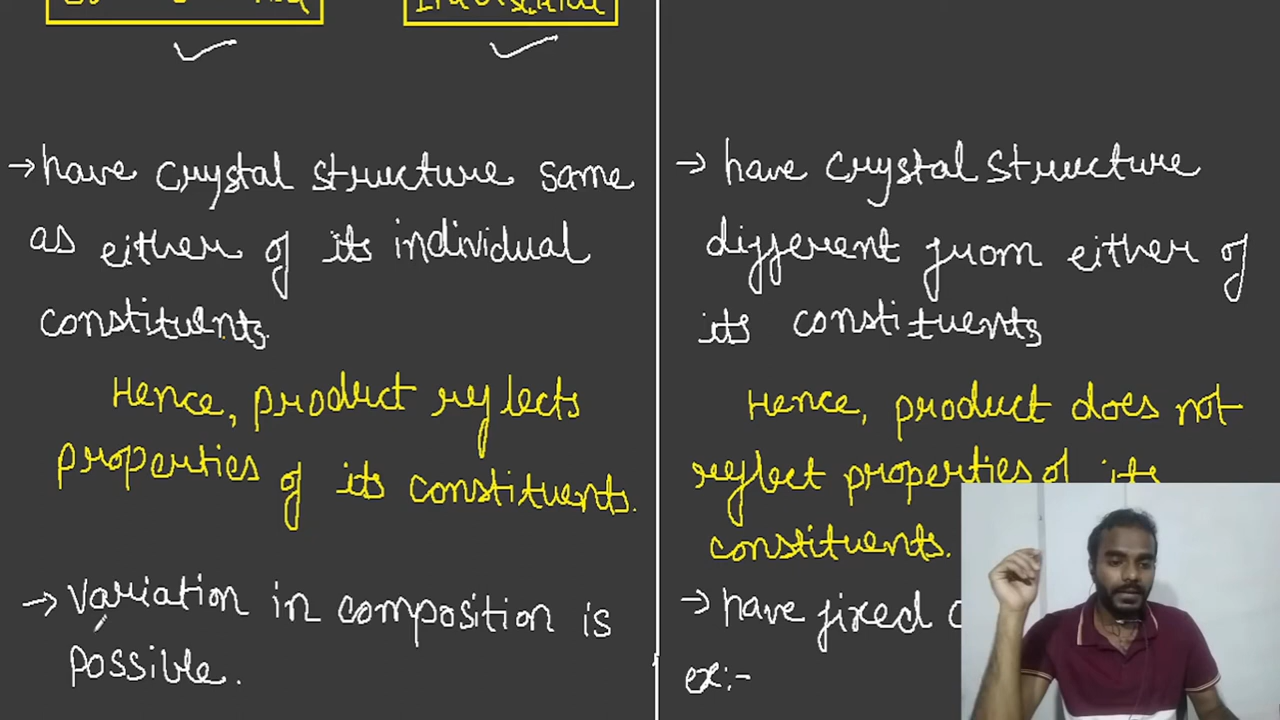 → have crystal structure same
as either of its individual
constituents.
Hence, product reflects
properties of its constituents.
→ Variation in composition is
possible.
→ have crystal structure
different from either of
its constituents
Hence, product does not
reflect properties of its
constituents.
→ have fixed
ex:-